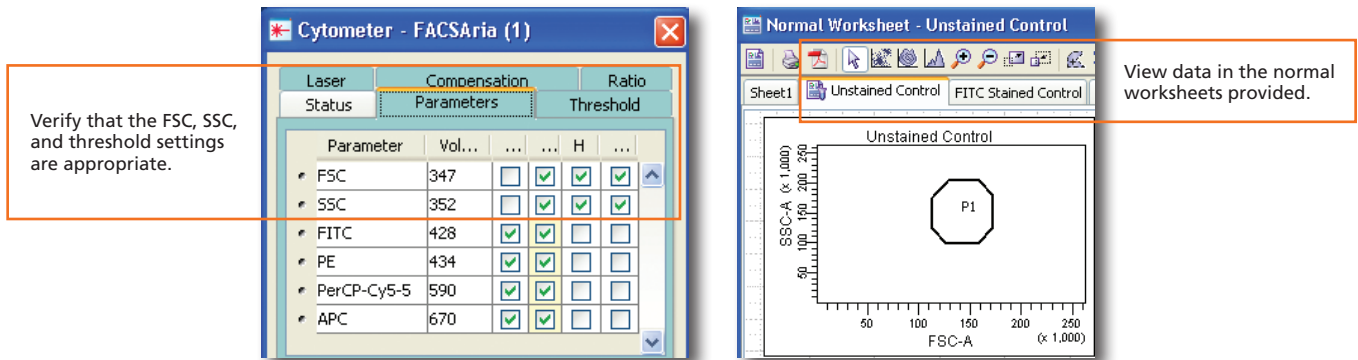 Verify that the FSC, SSC,
and threshold settings
are appropriate.
Cytometer - FACSAria (1)
Laser Compensation Ratio
Status Parameters Threshold
Parameter Vol... ... ... H ...
FSC 347
SSC 352
FITC 428
PE 434
PerCP-Cy5-5 590
APC 670
Normal Worksheet - Unstained Control
Sheet1 Unstained Control FITC Stained Control
Unstained Control
SSC-A (x 1,000)
250
200
150
100
50
P1
50 100 150 200 250
FSC-A (x 1,000)
View data in the normal
worksheets provided.